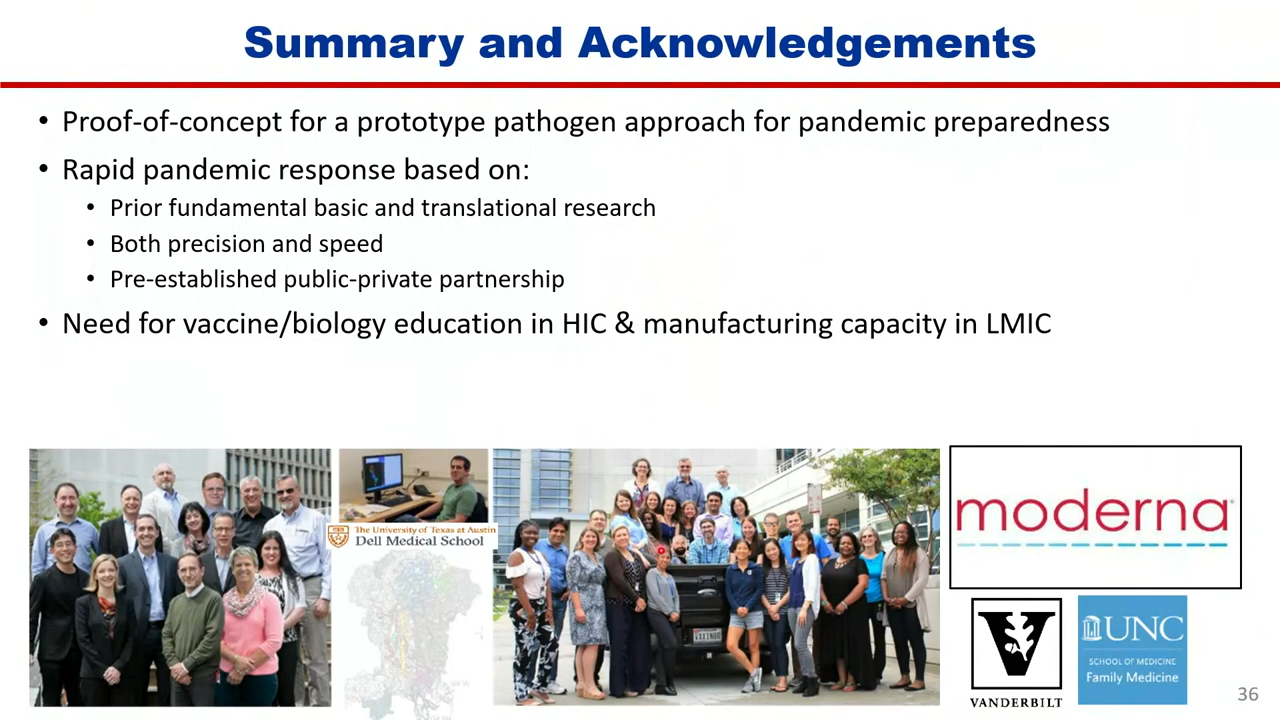 Summary and Acknowledgements
• Proof-of-concept for a prototype pathogen approach for pandemic preparedness
• Rapid pandemic response based on:
• Prior fundamental basic and translational research
• Both precision and speed
• Pre-established public-private partnership
• Need for vaccine/biology education in HIC & manufacturing capacity in LMIC
The University of Texas at Austin
Dell Medical School
moderna
V
VANDERBILT
UNC
SCHOOL OF MEDICINE
Family Medicine
36